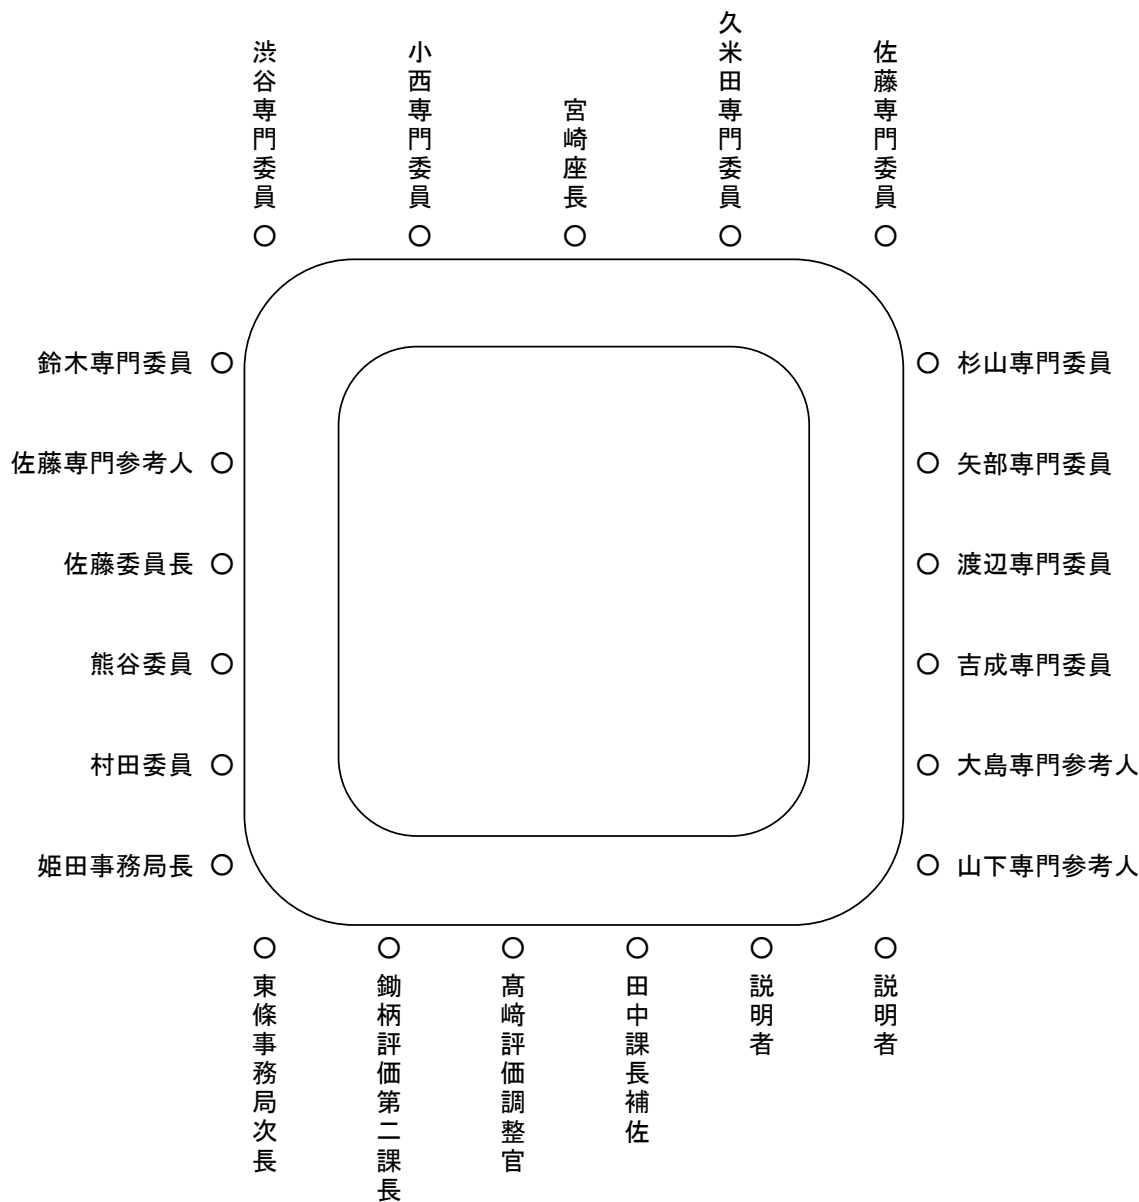 渋谷専門委員
小西専門委員
宮崎座長
久米田専門委員
佐藤専門委員
鈴木専門委員
杉山専門委員
佐藤専門参考人
矢部専門委員
佐藤委員長
渡辺専門委員
熊谷委員
吉成専門委員
村田委員
大島専門参考人
姫田事務局長
山下専門参考人
東條事務局次長
鋤柄評価第二課長
髙﨑評価調整官
田中課長補佐
説明者
説明者